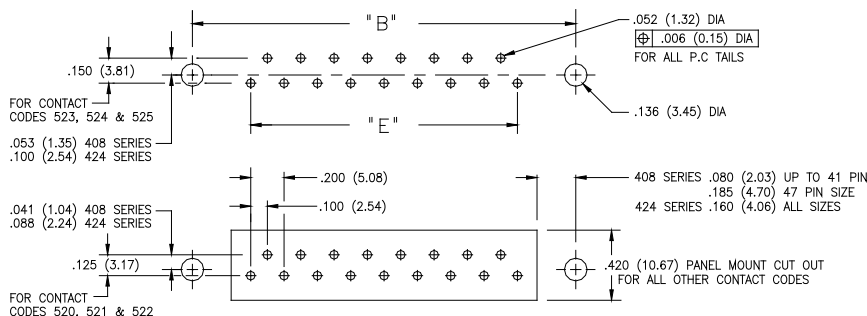 "B"
.052 (1.32) DIA
⌖ .006 (0.15) DIA
FOR ALL P.C TAILS
.150 (3.81)
FOR CONTACT
CODES 523, 524 & 525
.136 (3.45) DIA
"E"
.053 (1.35) 408 SERIES
.100 (2.54) 424 SERIES
.200 (5.08)
.100 (2.54)
408 SERIES .080 (2.03) UP TO 41 PIN
.185 (4.70) 47 PIN SIZE
424 SERIES .160 (4.06) ALL SIZES
.041 (1.04) 408 SERIES
.088 (2.24) 424 SERIES
.125 (3.17)
.420 (10.67) PANEL MOUNT CUT OUT
FOR ALL OTHER CONTACT CODES
FOR CONTACT
CODES 520, 521 & 522